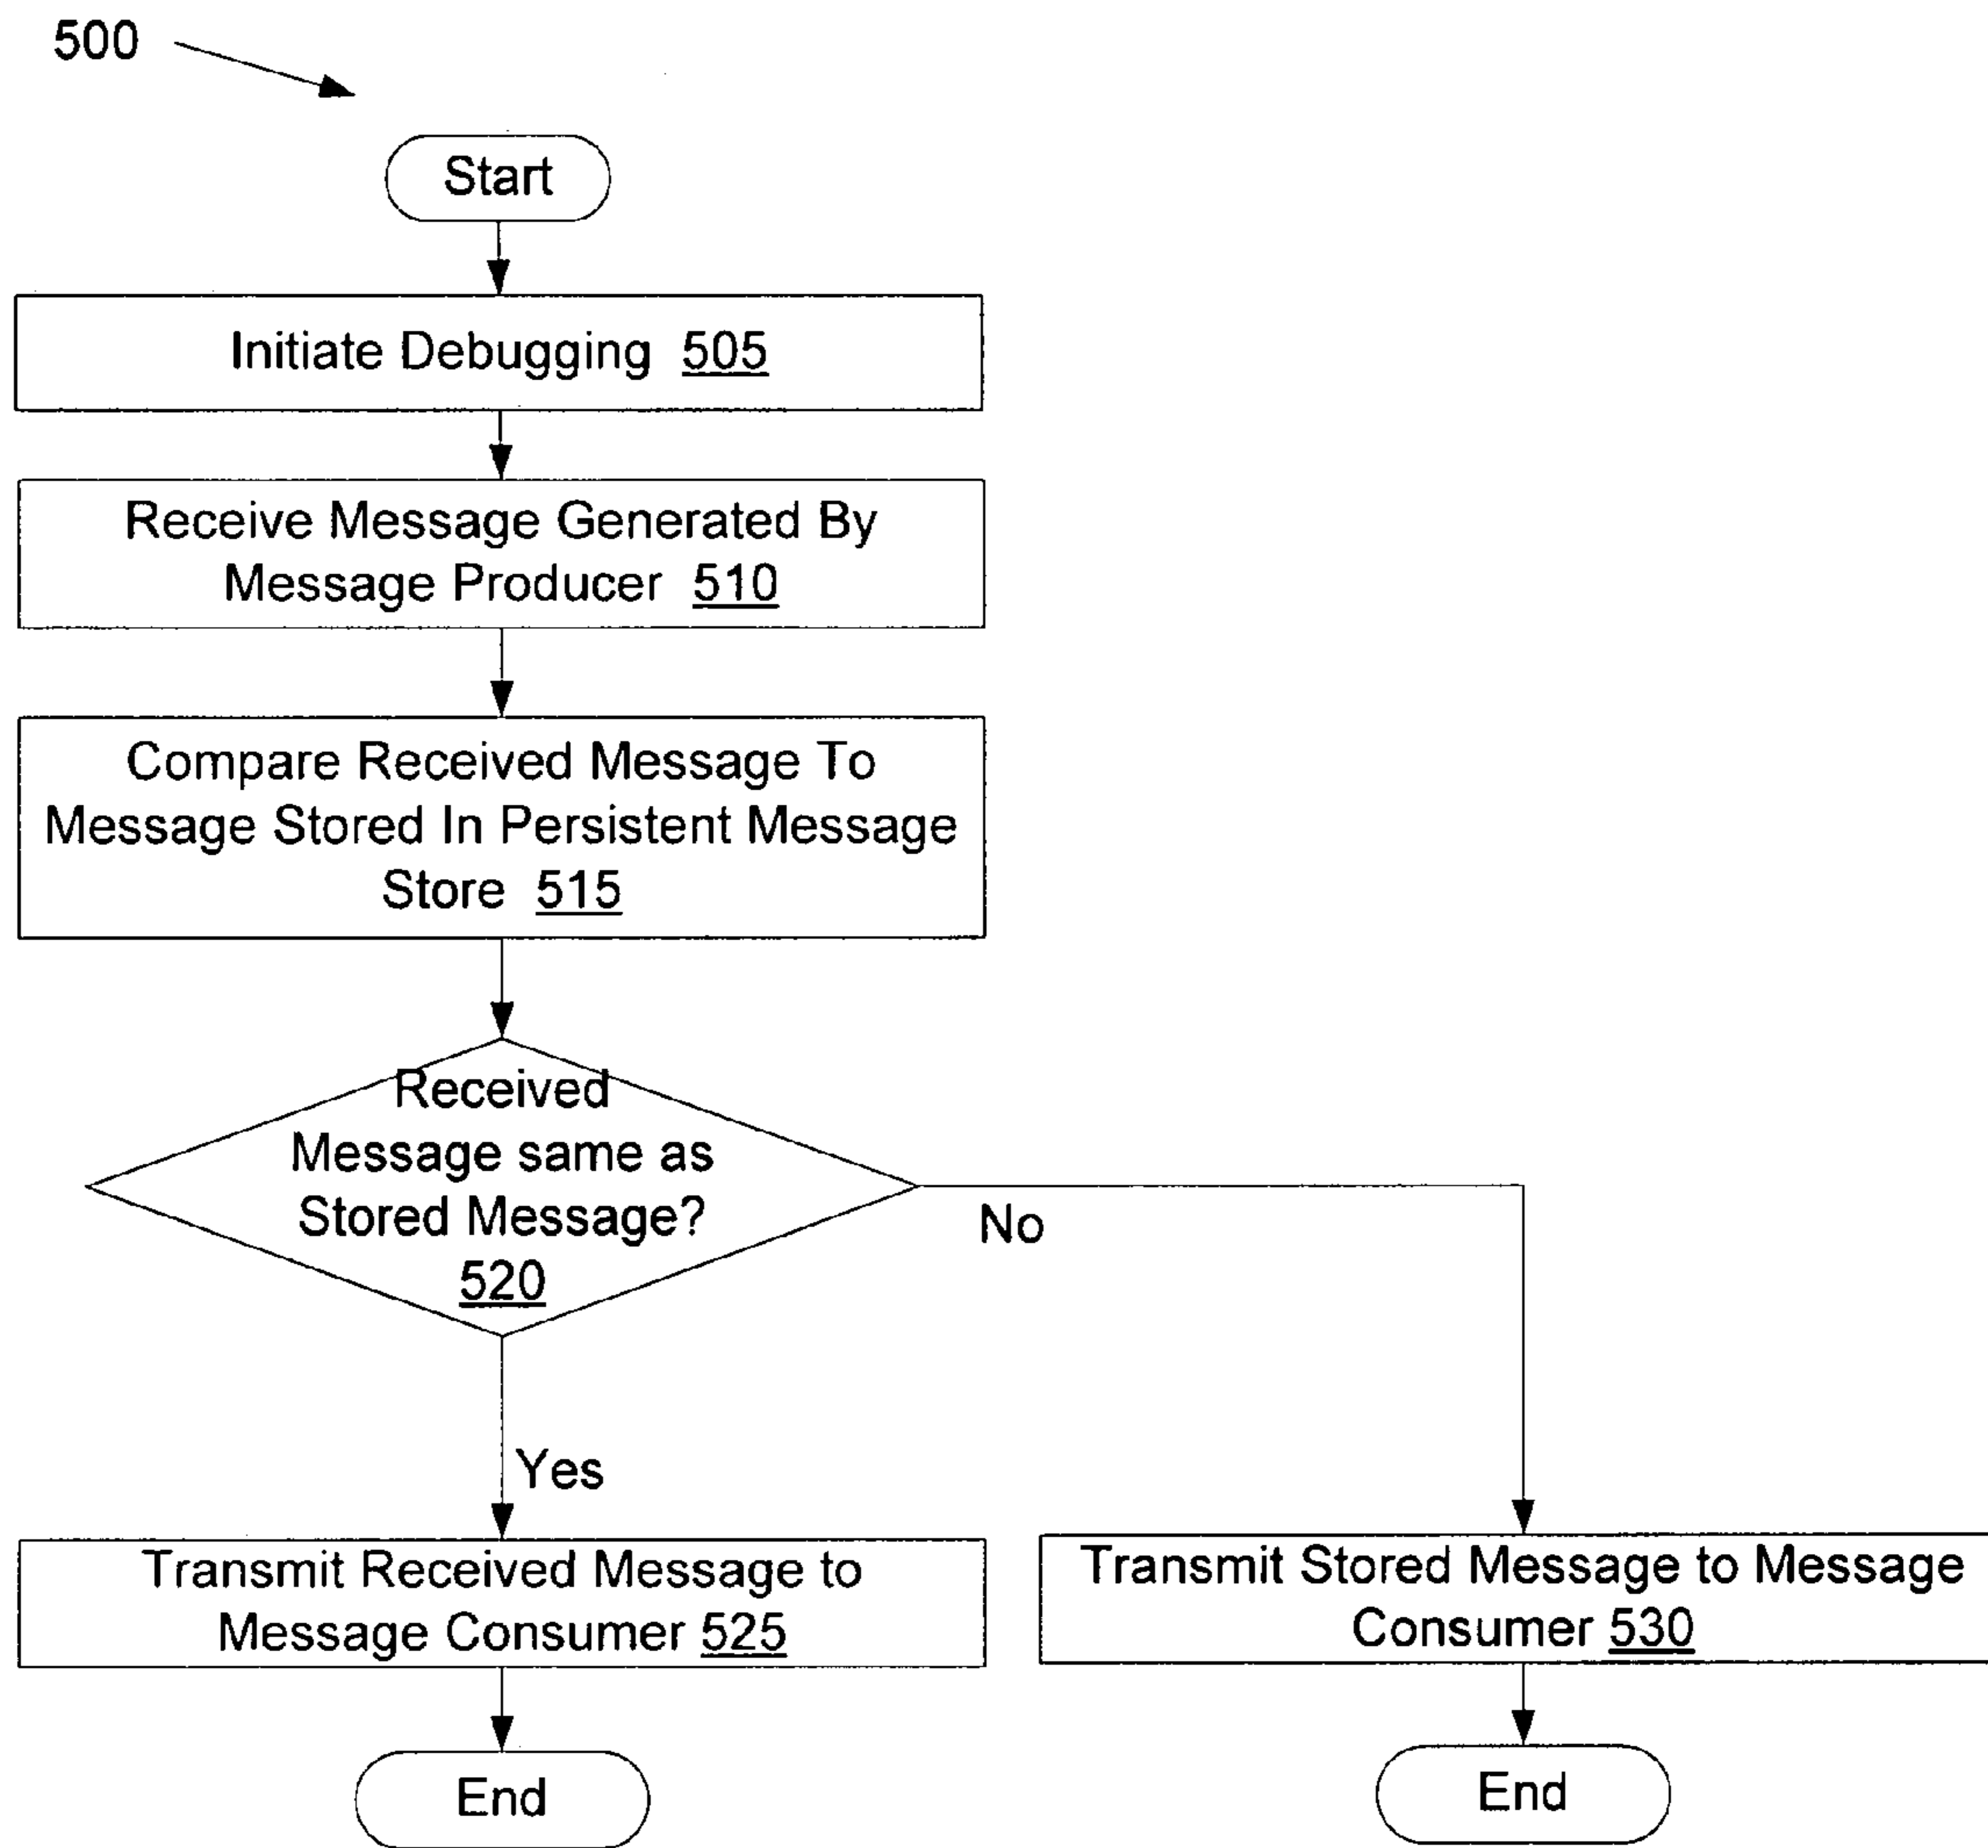 500
Start
Initiate Debugging 505
Receive Message Generated By
Message Producer 510
Compare Received Message To
Message Stored In Persistent Message
Store 515
Received
Message same as
Stored Message?
520
No
Yes
Transmit Received Message to
Message Consumer 525
Transmit Stored Message to Message
Consumer 530
End
End